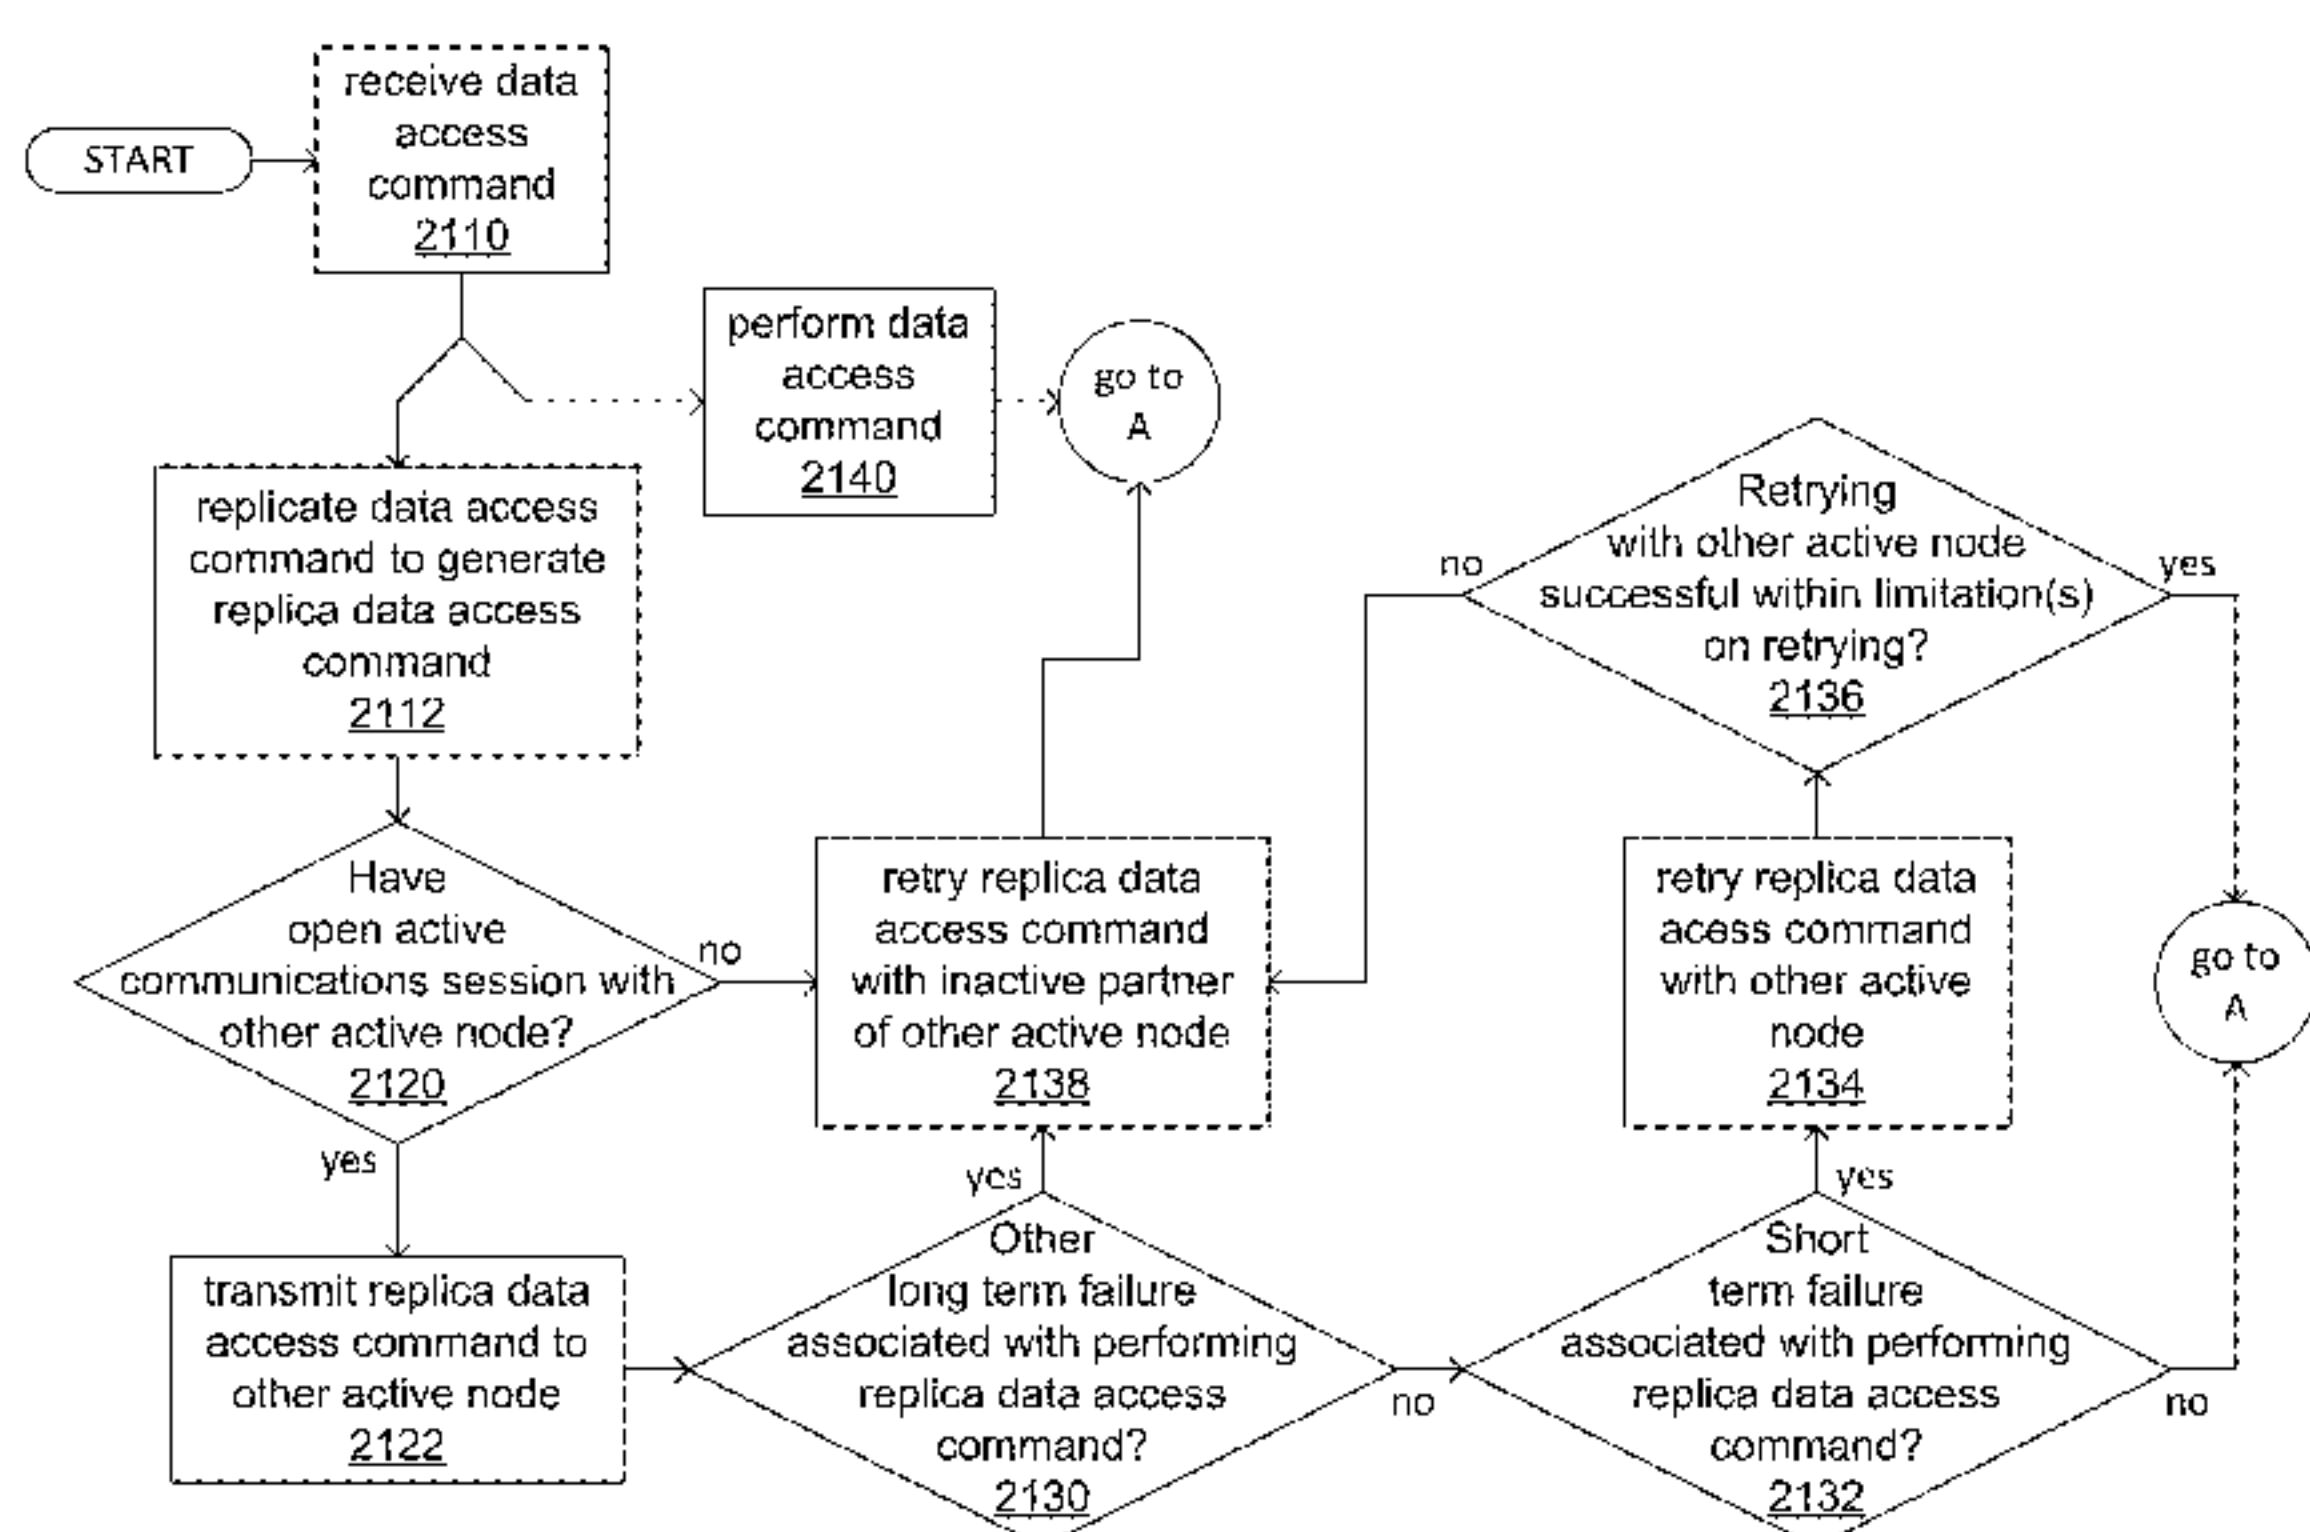 START
receive data
access
command
2110
perform data
access
command
2140
go to
A
replicate data access
command to generate
replica data access
command
2112
Retrying
with other active node
successful within limitation(s)
on retrying?
2136
no
yes
Have
open active
communications session with
other active node?
2120
no
yes
retry replica data
access command
with inactive partner
of other active node
2138
retry replica data
acess command
with other active
node
2134
go to
A
transmit replica data
access command to
other active node
2122
yes
Other
long term failure
associated with performing
replica data access
command?
2130
no
yes
Short
term failure
associated with performing
replica data access
command?
2132
no